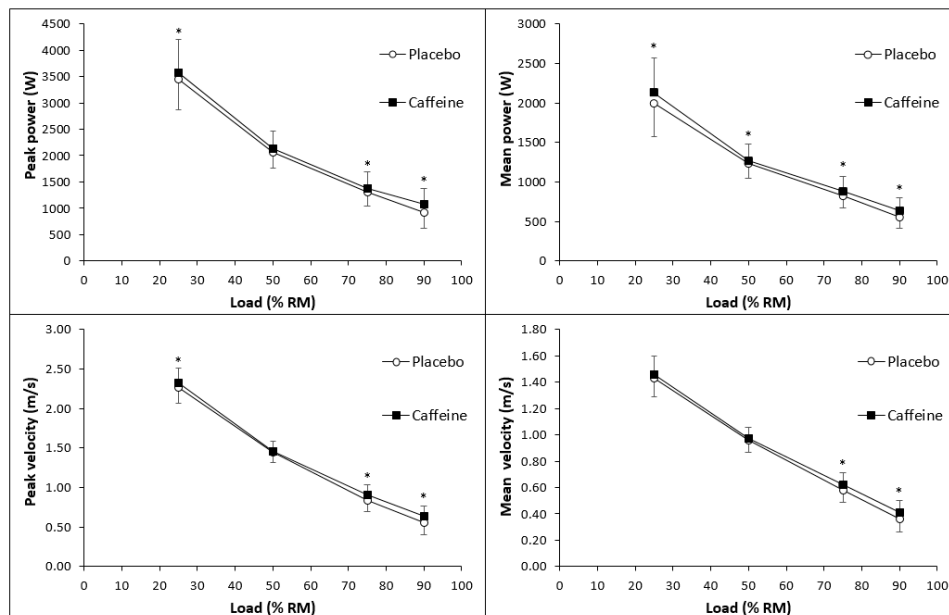 Peak power (W)
4500
4000
3500
3000
2500
2000
1500
1000
500
0
*
*
*
Placebo
Caffeine
0 10 20 30 40 50 60 70 80 90 100
Load (% RM)
Mean power (W)
3000
2500
2000
1500
1000
500
0
*
*
*
*
Placebo
Caffeine
0 10 20 30 40 50 60 70 80 90 100
Load (% RM)
Peak velocity (m/s)
3.00
2.50
2.00
1.50
1.00
0.50
0.00
*
*
*
Placebo
Caffeine
0 10 20 30 40 50 60 70 80 90 100
Load (% RM)
Mean velocity (m/s)
1.80
1.60
1.40
1.20
1.00
0.80
0.60
0.40
0.20
0.00
*
*
Placebo
Caffeine
0 10 20 30 40 50 60 70 80 90 100
Load (% RM)